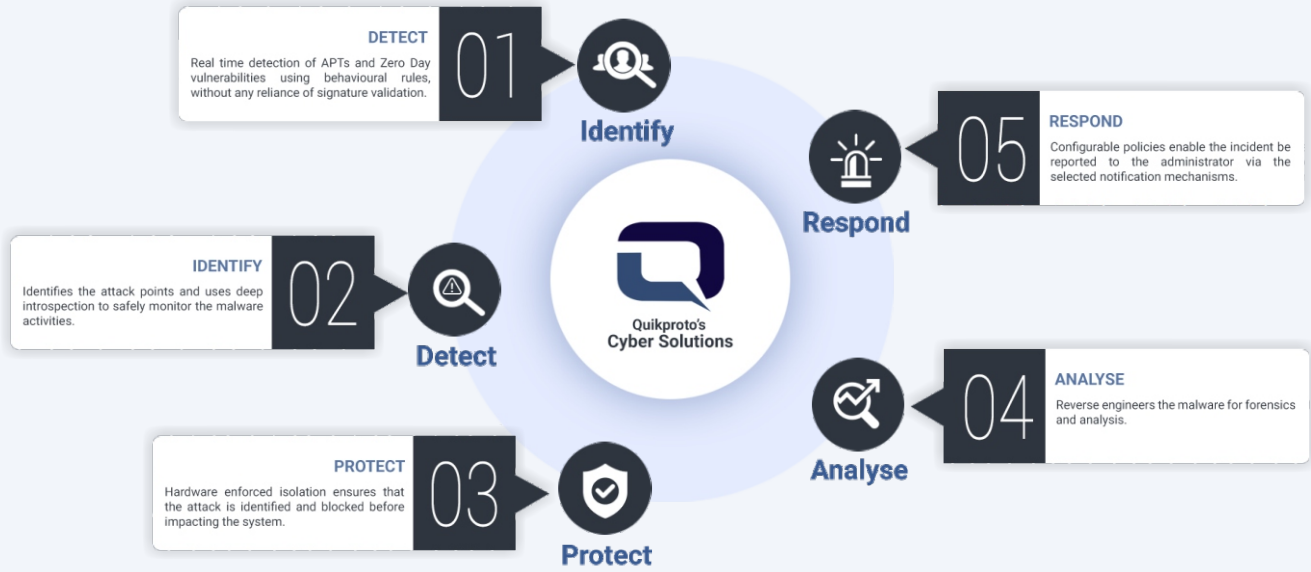 DETECT
Real time detection of APTs and Zero Day
vulnerabilities using behavioural rules,
without any reliance of signature validation.
01
Identify
IDENTIFY
Identifies the attack points and uses deep
introspection to safely monitor the malware
activities.
02
Detect
PROTECT
Hardware enforced isolation ensures that
the attack is identified and blocked before
impacting the system.
03
Protect
Quikproto's
Cyber Solutions
04
ANALYSE
Reverse engineers the malware for forensics
and analysis.
Analyse
05
RESPOND
Configurable policies enable the incident be
reported to the administrator via the
selected notification mechanisms.
Respond